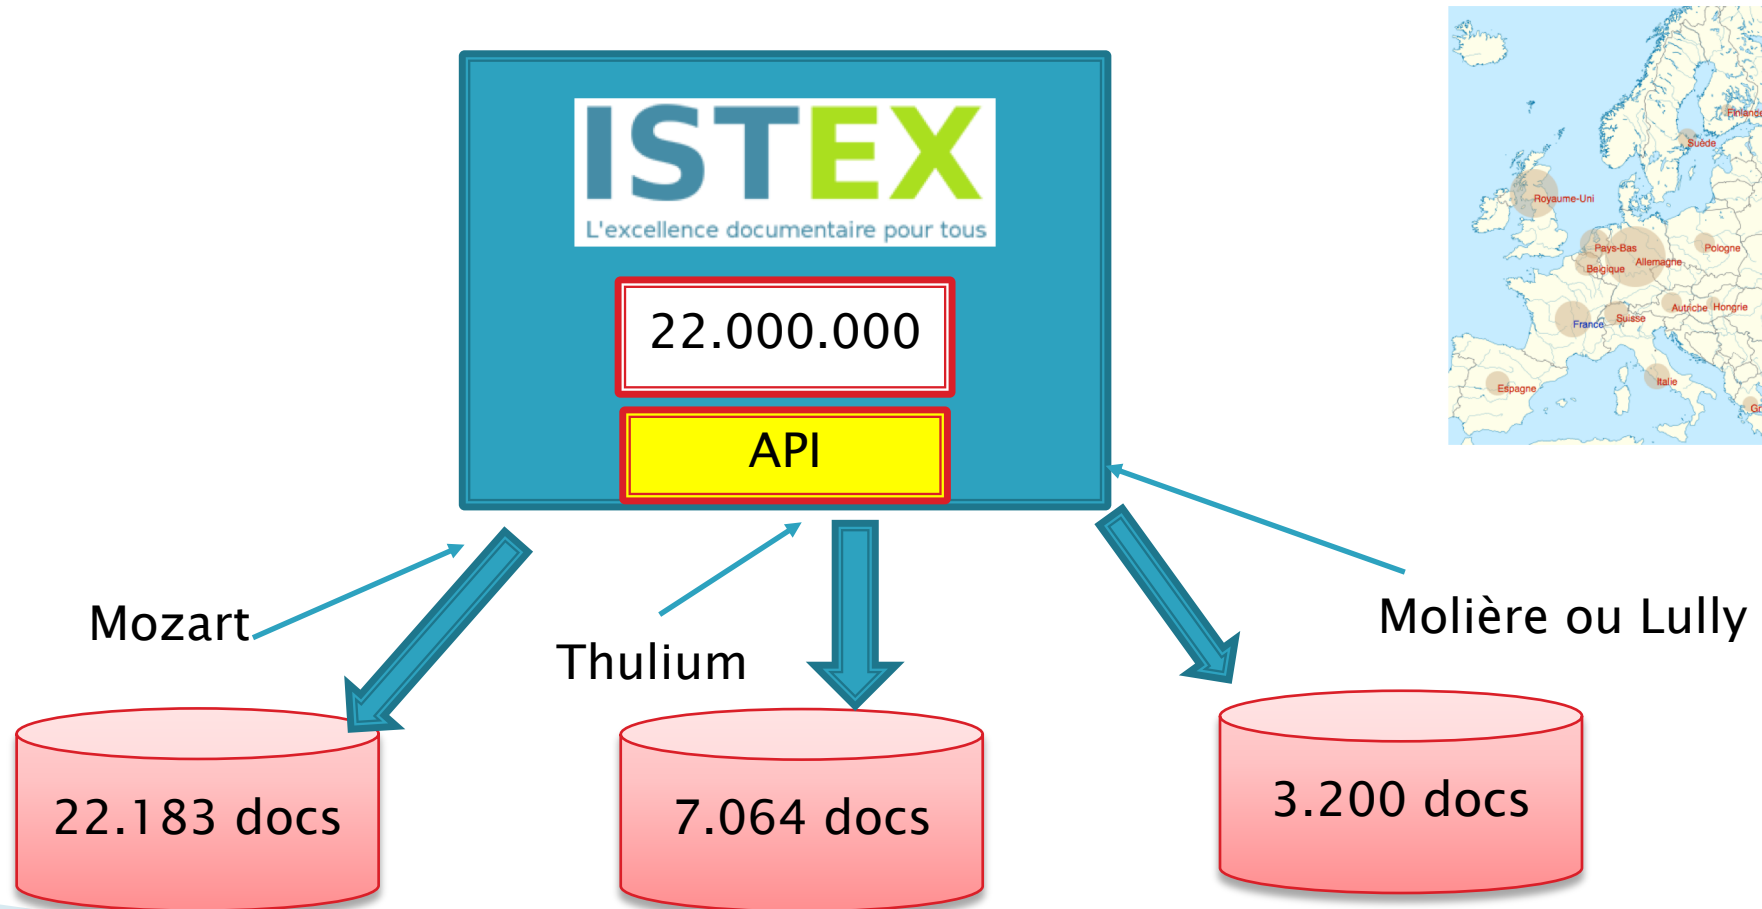 ISTEX
L'excellence documentaire pour tous
22.000.000
API
Finlance
Suède
Royaume-Uni
Pays-Bas
Pologne
Belgique
Allemagne
Autriche
Hongrie
France
Suisse
Italie
Espagne
Mozart
Thulium
Molière ou Lully
22.183 docs
7.064 docs
3.200 docs